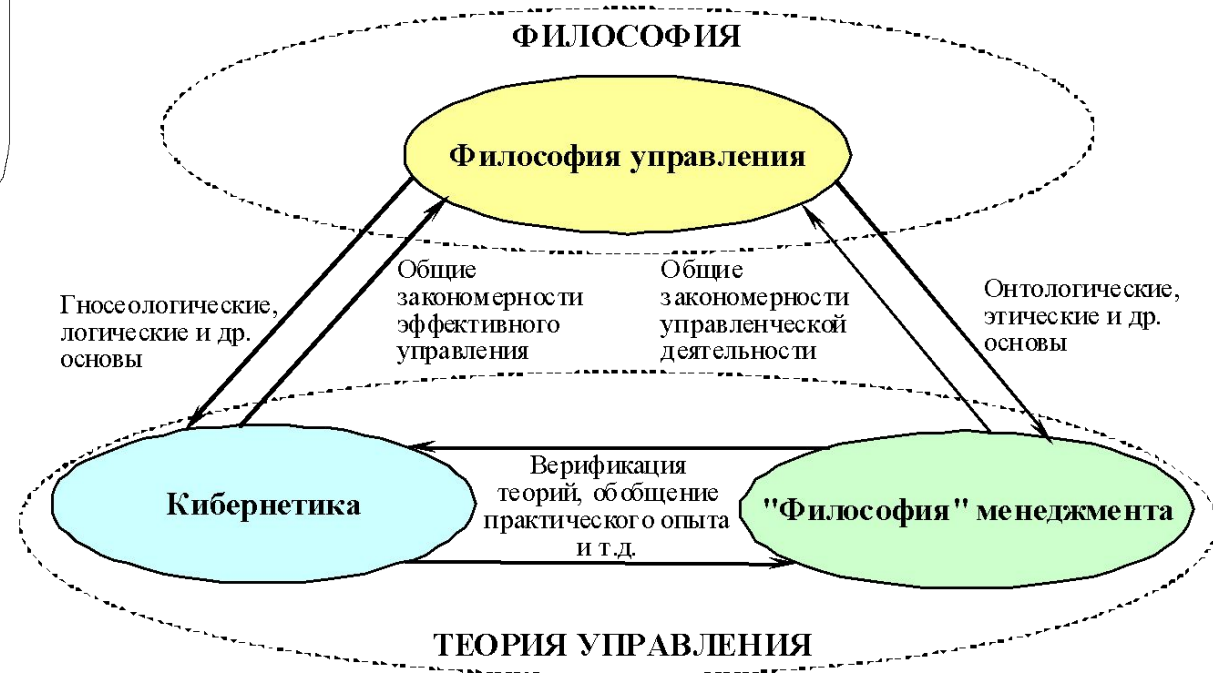 ФИЛОСОФИЯ
Философия управления
Гносеологические,
логические и др.
основы
Общие
закономерности
эффективного
управления
Общие
закономерности
управленческой
деятельности
Онтологические,
этические и др.
основы
Кибернетика
Верификация
теорий, обобщение
практического опыта
и т.д.
"Философия" менеджмента
ТЕОРИЯ УПРАВЛЕНИЯ